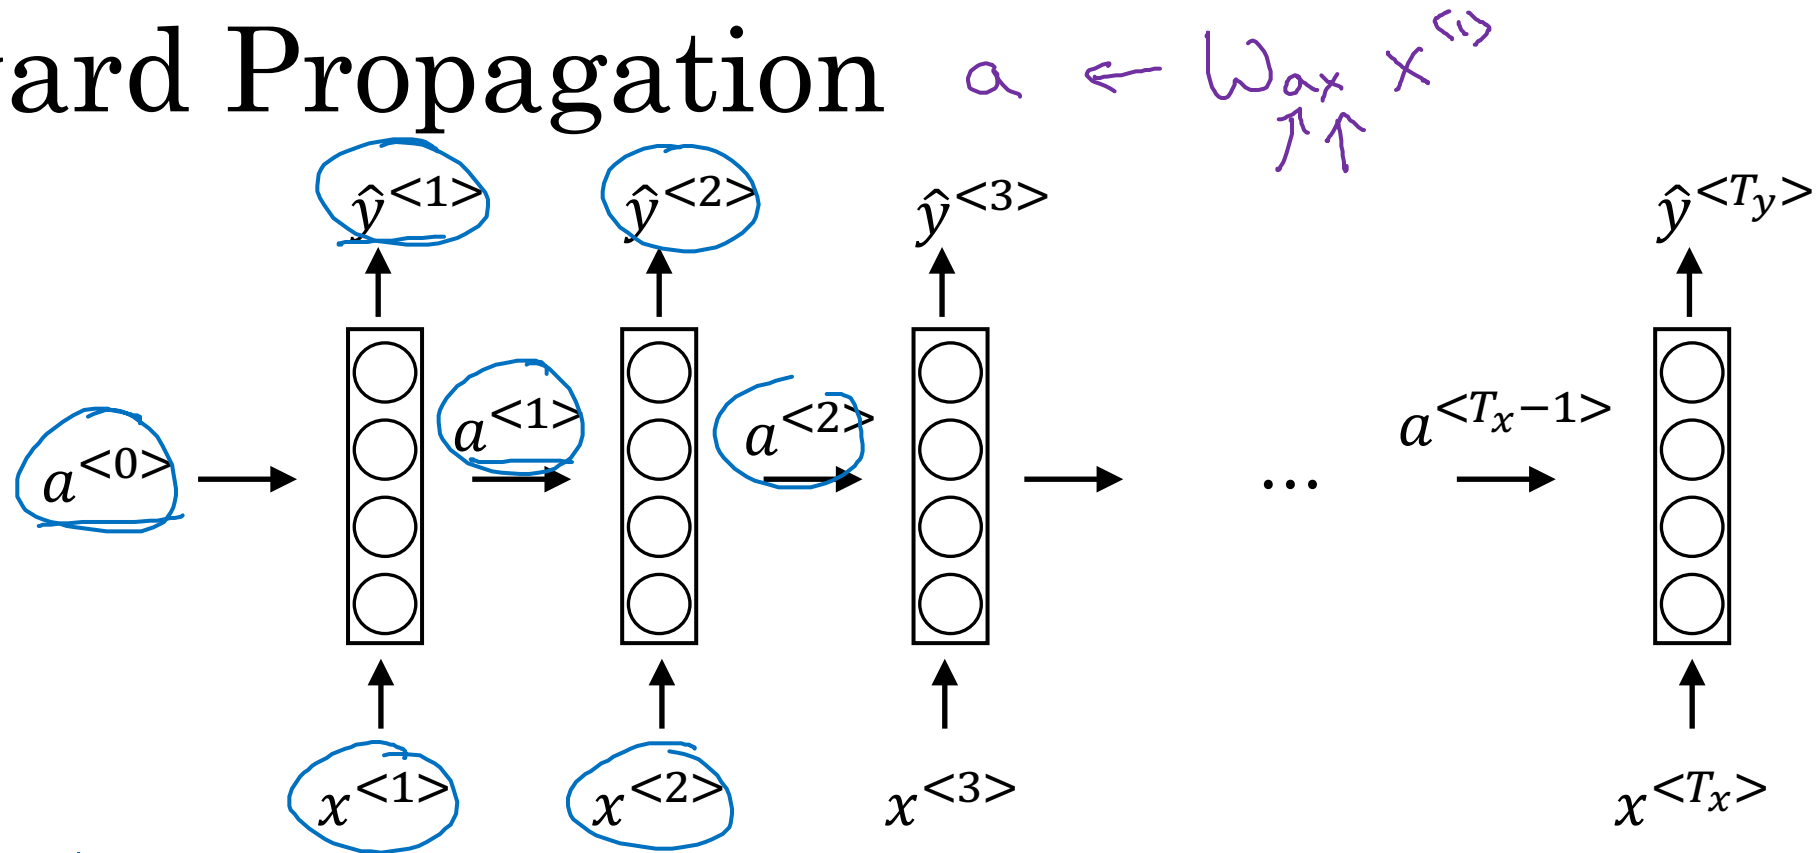 ard Propagation a ← Wax x<1>
ŷ<1> ŷ<2> ŷ<3> ŷ<Ty>
a<0> a<1> a<2> ... a<Tx−1>
x<1> x<2> x<3> x<Tx>